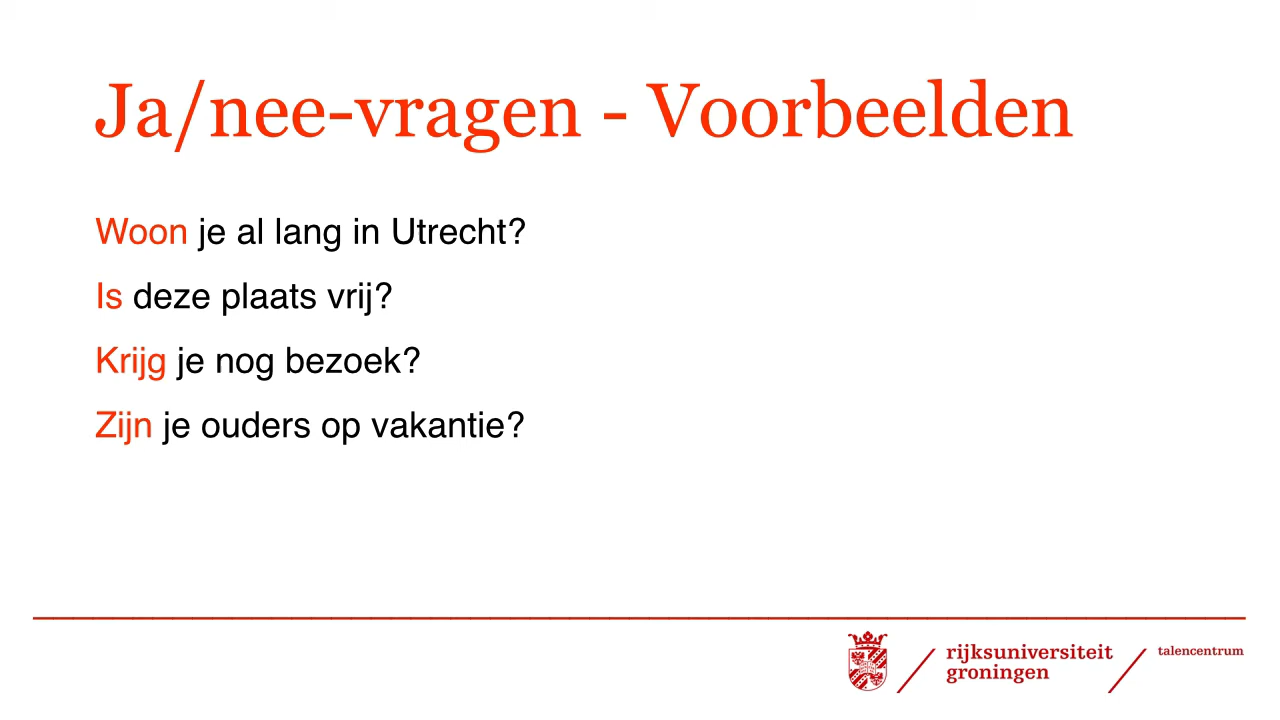 Ja/nee-vragen - Voorbeelden
Woon je al lang in Utrecht?
Is deze plaats vrij?
Krijg je nog bezoek?
Zijn je ouders op vakantie?
rijksuniversiteit
groningen
talencentrum